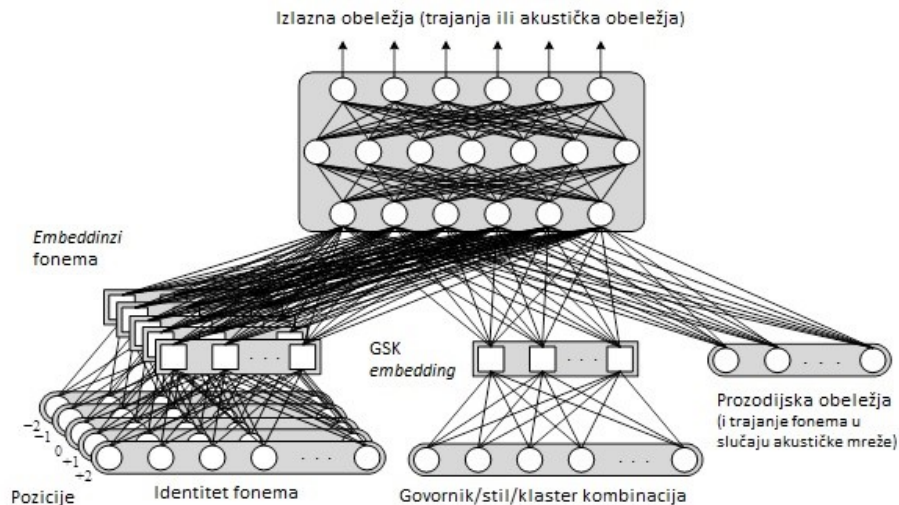 Izlazna obeležja (trajanja ili akustička obeležja)
Embeddinzi
fonema
GSK
embedding
. . .
. . .
. . .
Prozodijska obeležja
(i trajanje fonema u
slučaju akustičke mreže)
−2
−1
0
+1
+2
. . .
. . .
Pozicije
Identitet fonema
Govornik/stil/klaster kombinacija